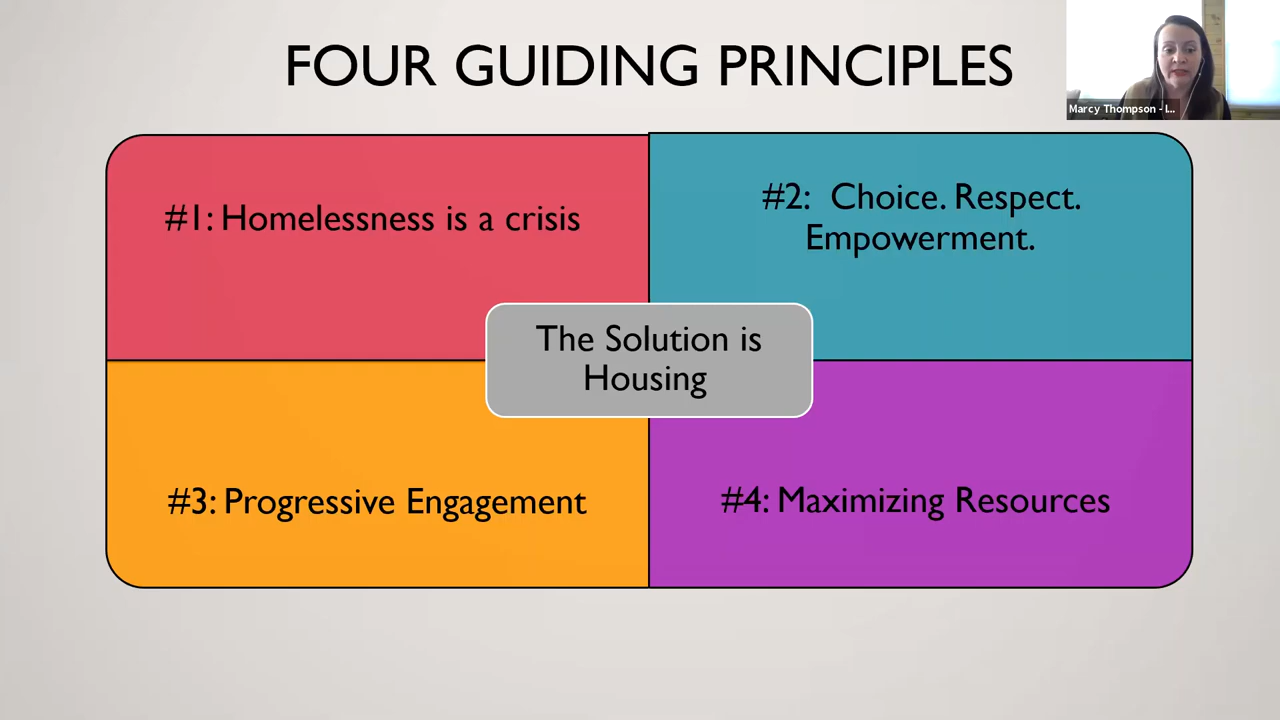 FOUR GUIDING PRINCIPLES
Marcy Thompson - I...
#1: Homelessness is a crisis
#2: Choice. Respect.
Empowerment.
The Solution is
Housing
#3: Progressive Engagement
#4: Maximizing Resources